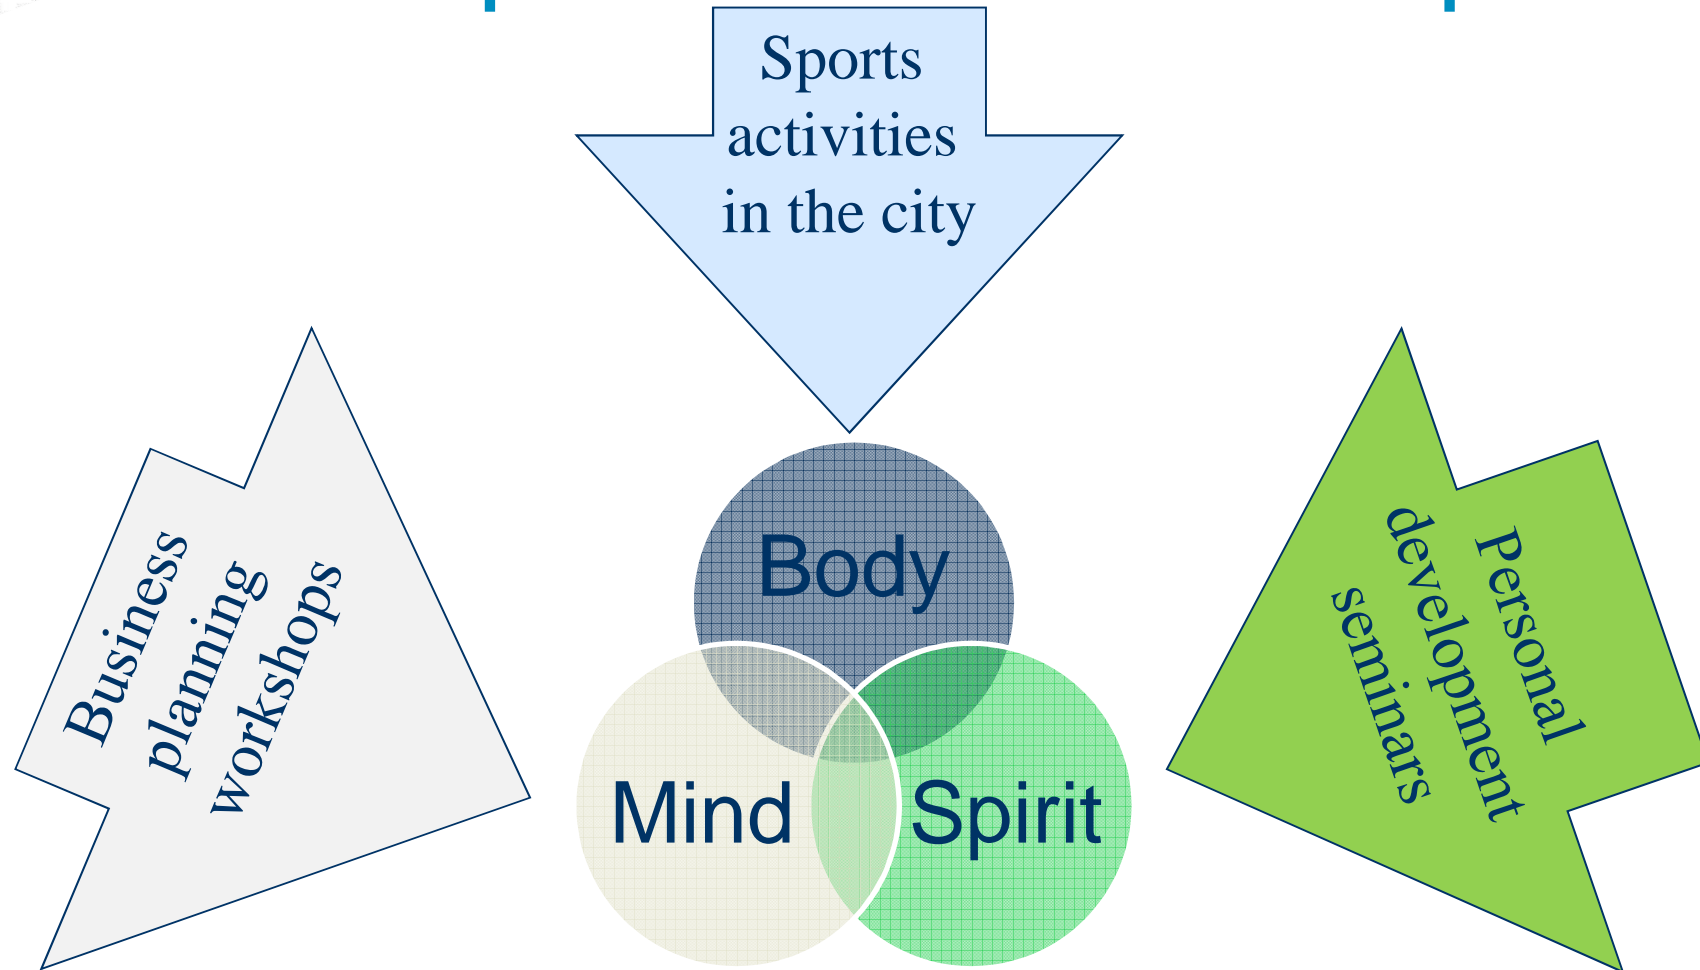 Sports
activities
in the city
Business
planning
workshops
Personal
development
seminars
Body
Mind
Spirit